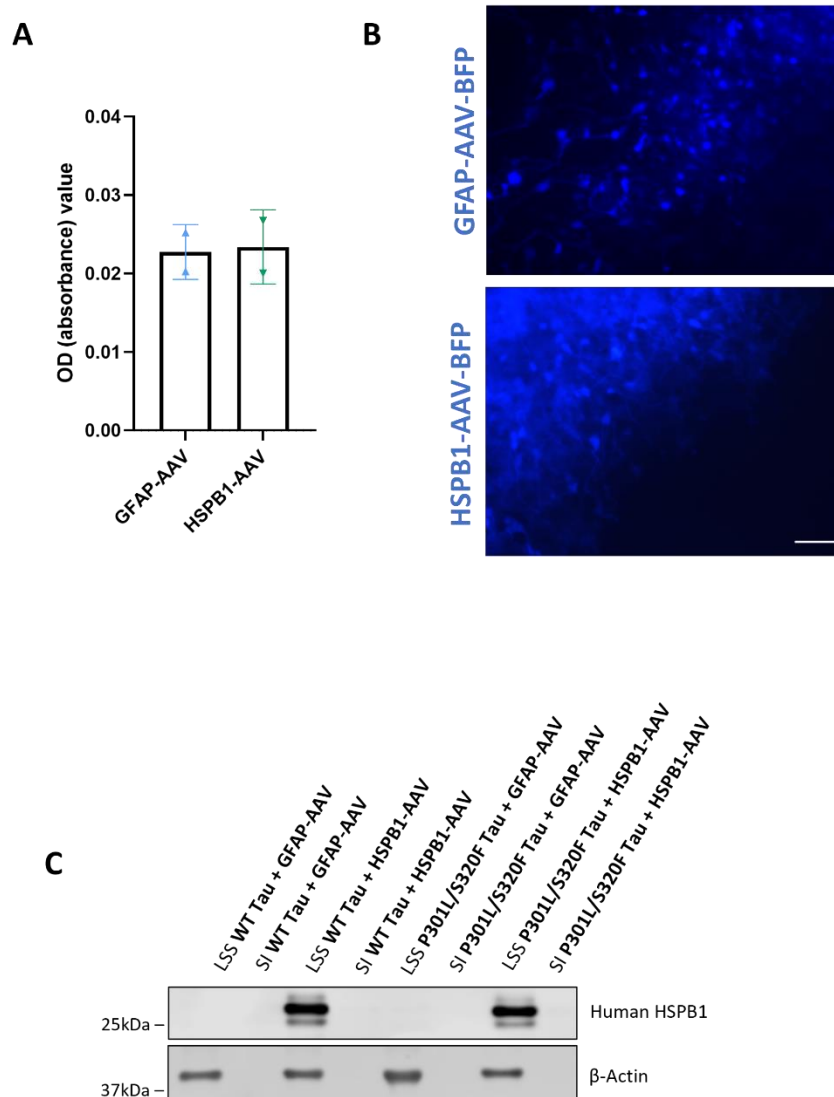 A
OD (absorbance) value
0.04
0.03
0.02
0.01
0.00
GFAP-AAV
HSPB1-AAV
B
GFAP-AAV-BFP
HSPB1-AAV-BFP
C
LSS WT Tau + GFAP-AAV
SI WT Tau + GFAP-AAV
LSS WT Tau + HSPB1-AAV
SI WT Tau + HSPB1-AAV
LSS P301L/S320F Tau + GFAP-AAV
SI P301L/S320F Tau + GFAP-AAV
LSS P301L/S320F Tau + HSPB1-AAV
SI P301L/S320F Tau + HSPB1-AAV
25kDa –
Human HSPB1
37kDa –
β-Actin